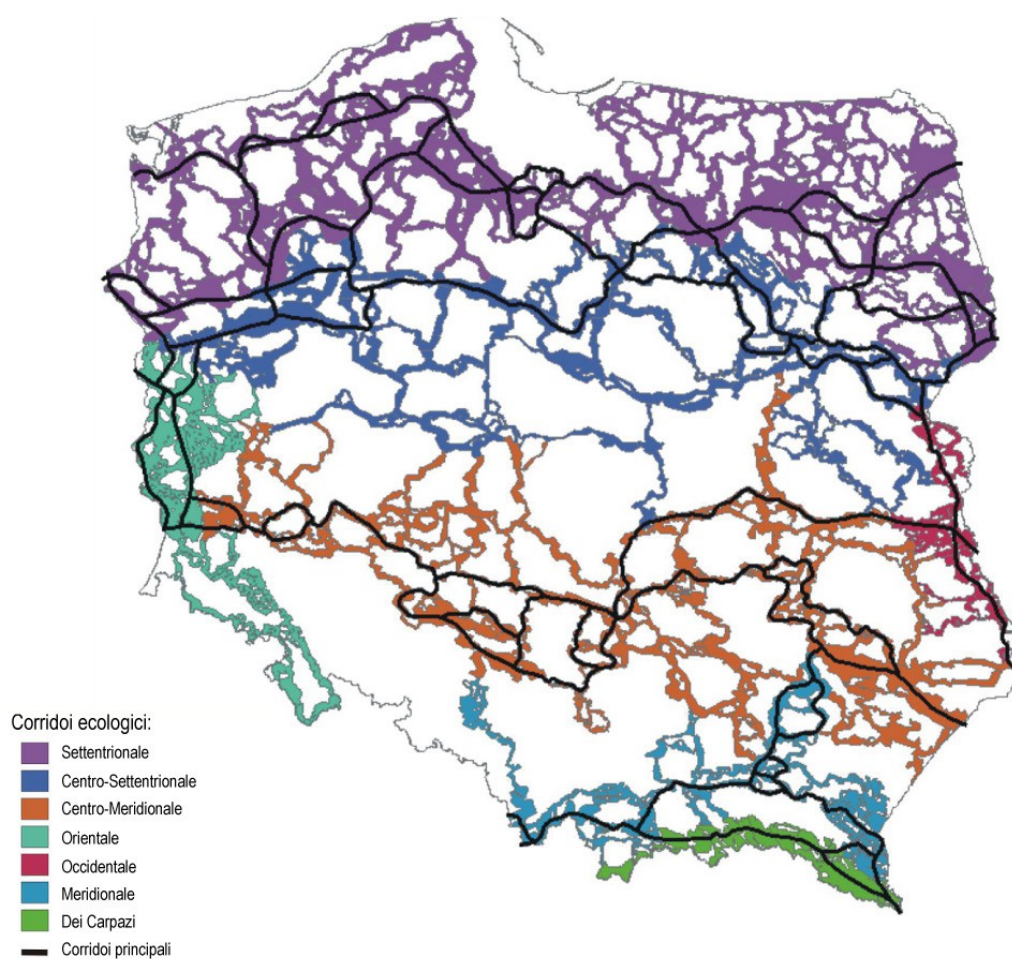 Corridoi ecologici:
Settentrionale
Centro-Settentrionale
Centro-Meridionale
Orientale
Occidentale
Meridionale
Dei Carpazi
Corridoi principali